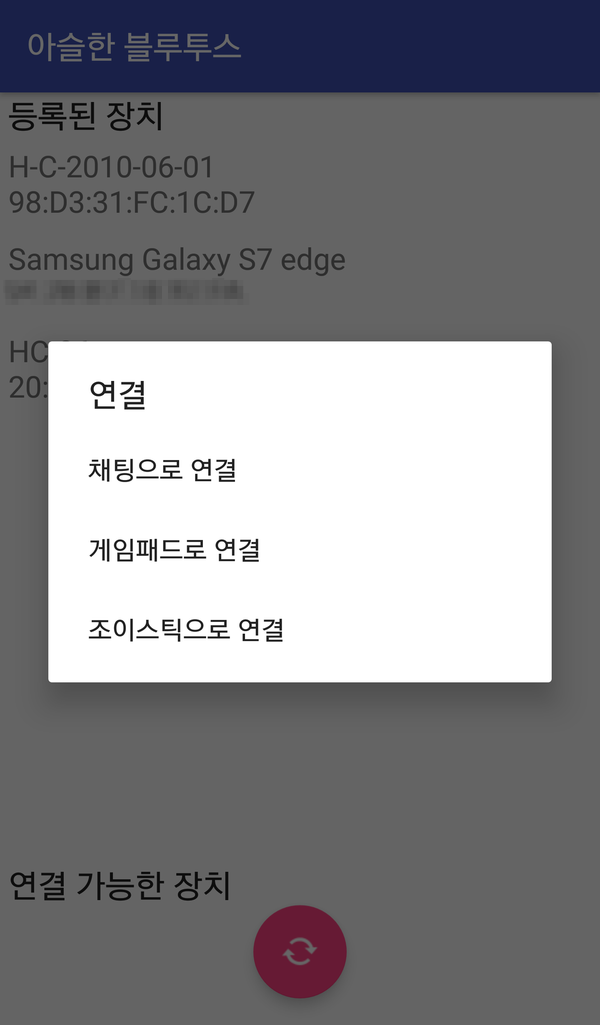 아슬한 블루투스
등록된 장치
H-C-2010-06-01
98:D3:31:FC:1C:D7
Samsung Galaxy S7 edge
HC
20:
연결
채팅으로 연결
게임패드로 연결
조이스틱으로 연결
연결 가능한 장치